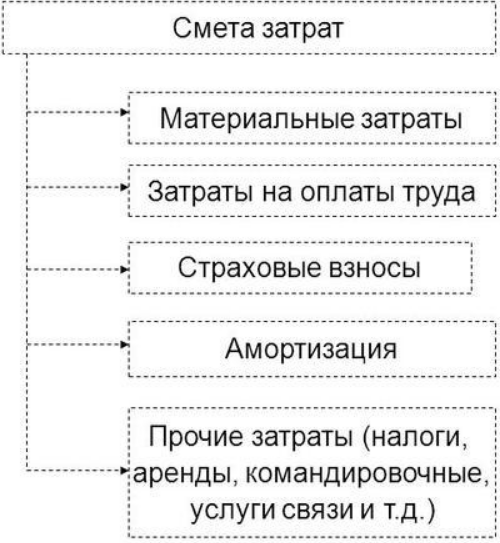 Смета затрат
Материальные затраты
Затраты на оплаты труда
Страховые взносы
Амортизация
Прочие затраты (налоги,
аренды, командировочные,
услуги связи и т.д.)